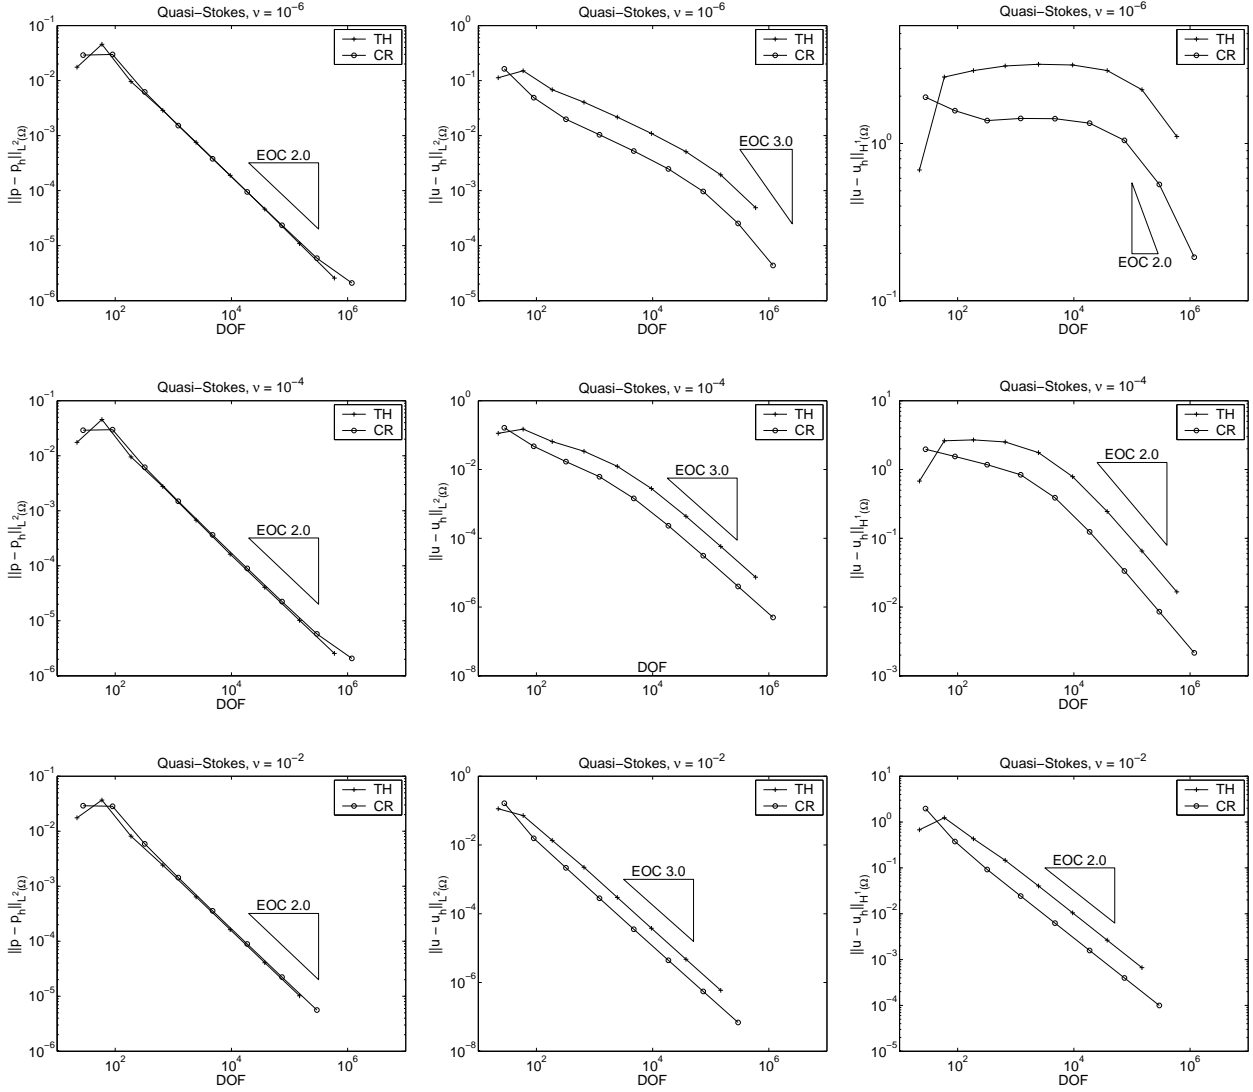 Quasi−Stokes, ν = 10^−6
10^−1
10^−2
10^−3
10^−4
10^−5
10^−6
||p − p_h||_L^2(Ω)
TH
CR
EOC 2.0
10^2
10^4
10^6
DOF
Quasi−Stokes, ν = 10^−6
10^0
10^−1
10^−2
10^−3
10^−4
10^−5
||u − u_h||_L^2(Ω)
TH
CR
EOC 3.0
10^2
10^4
10^6
DOF
Quasi−Stokes, ν = 10^−6
10^0
10^−1
||u − u_h||_H^1(Ω)
TH
CR
EOC 2.0
10^2
10^4
10^6
DOF
Quasi−Stokes, ν = 10^−4
10^−1
10^−2
10^−3
10^−4
10^−5
10^−6
||p − p_h||_L^2(Ω)
TH
CR
EOC 2.0
10^2
10^4
10^6
DOF
Quasi−Stokes, ν = 10^−4
10^0
10^−2
10^−4
10^−6
10^−8
||u − u_h||_L^2(Ω)
TH
CR
EOC 3.0
DOF
10^2
10^4
10^6
Quasi−Stokes, ν = 10^−4
10^1
10^0
10^−1
10^−2
10^−3
||u − u_h||_H^1(Ω)
TH
CR
EOC 2.0
10^2
10^4
10^6
DOF
Quasi−Stokes, ν = 10^−2
10^−1
10^−2
10^−3
10^−4
10^−5
10^−6
||p − p_h||_L^2(Ω)
TH
CR
EOC 2.0
10^2
10^4
10^6
DOF
Quasi−Stokes, ν = 10^−2
10^0
10^−2
10^−4
10^−6
10^−8
||u − u_h||_L^2(Ω)
TH
CR
EOC 3.0
10^2
10^4
10^6
DOF
Quasi−Stokes, ν = 10^−2
10^1
10^0
10^−1
10^−2
10^−3
10^−4
10^−5
||u − u_h||_H^1(Ω)
TH
CR
EOC 2.0
10^2
10^4
10^6
DOF